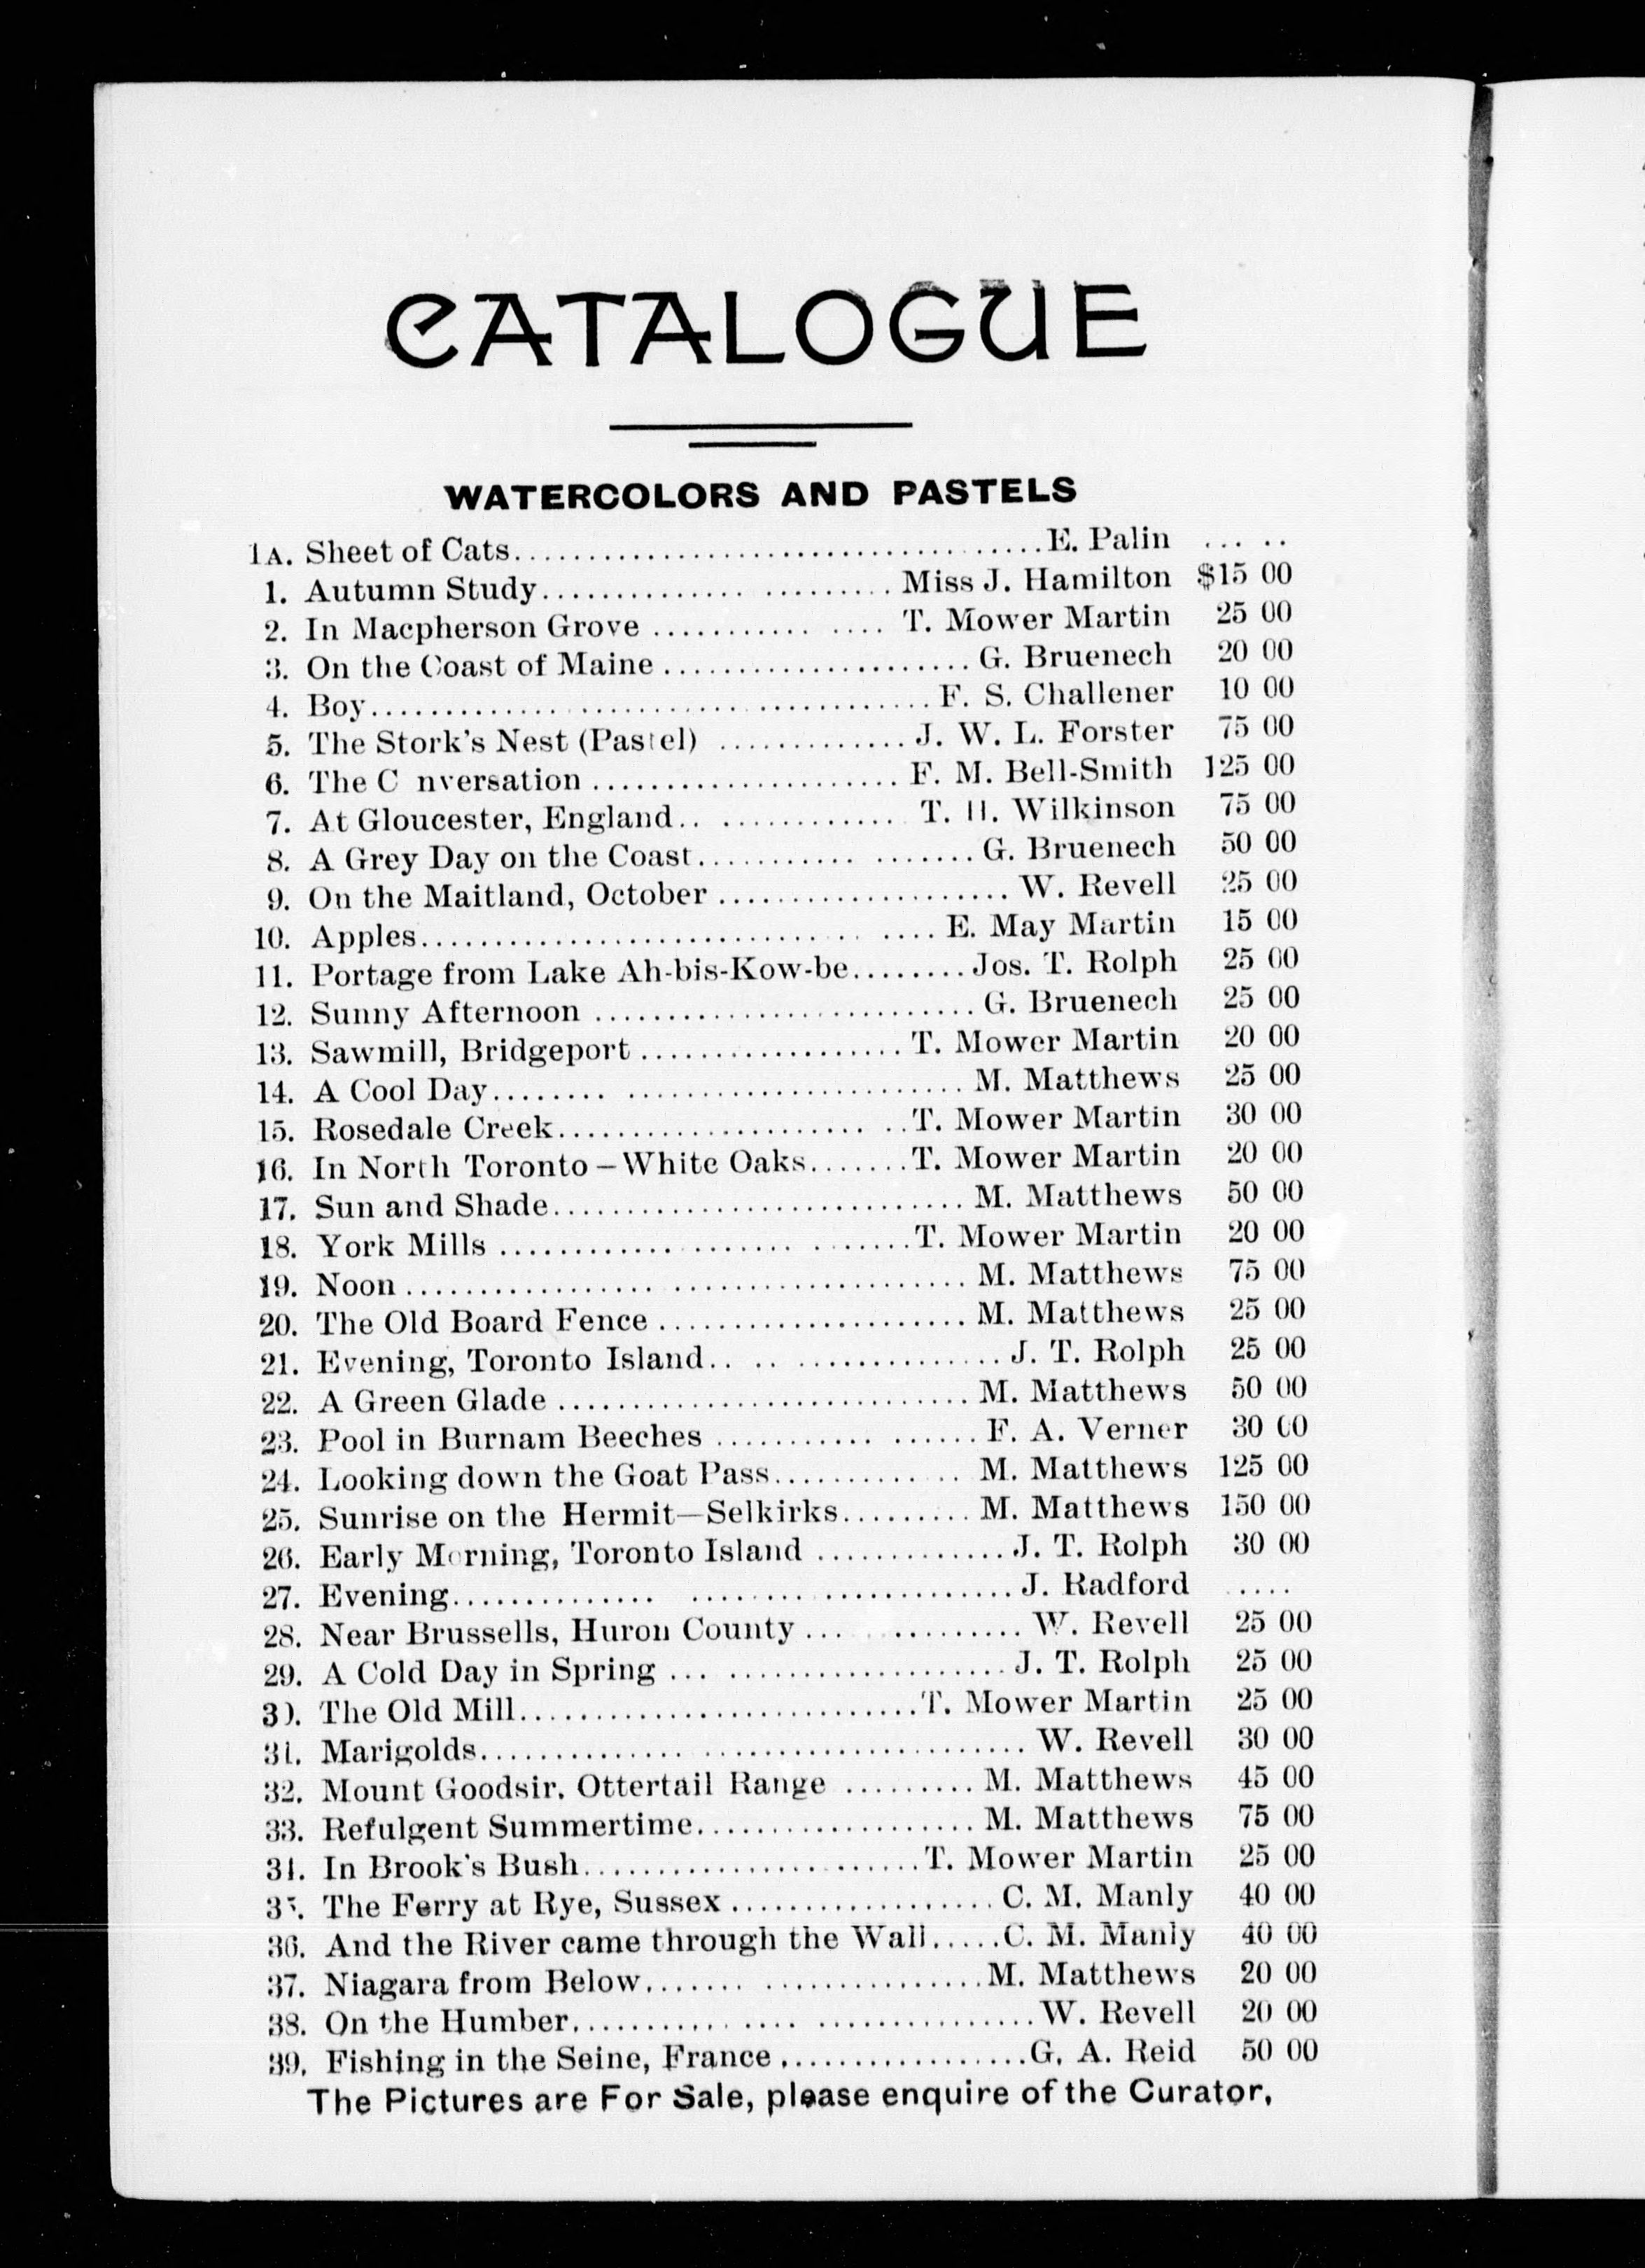 CATALOGUE
WATERCOLORS AND PASTELS
1A. Sheet of Cats.................................... E. Palin ... ..
1. Autumn Study........................ Miss J. Hamilton $15 00
2. In Macpherson Grove ............... T. Mower Martin 25 00
3. On the Coast of Maine ..................... G. Bruenech 20 00
4. Boy...................................... F. S. Challener 10 00
5. The Stork's Nest (Pastel) ............. J. W. L. Forster 75 00
6. The C nversation ..................... F. M. Bell-Smith 125 00
7. At Gloucester, England............... T. H. Wilkinson 75 00
8. A Grey Day on the Coast.................. G. Bruenech 50 00
9. On the Maitland, October .................... W. Revell 25 00
10. Apples.................................. E. May Martin 15 00
11. Portage from Lake Ah-bis-Kow-be........ Jos. T. Rolph 25 00
12. Sunny Afternoon .......................... G. Bruenech 25 00
13. Sawmill, Bridgeport .................. T. Mower Martin 20 00
14. A Cool Day............................... M. Matthews 25 00
15. Rosedale Creek....................... T. Mower Martin 30 00
16. In North Toronto – White Oaks....... T. Mower Martin 20 00
17. Sun and Shade............................ M. Matthews 50 00
18. York Mills ........................... T. Mower Martin 20 00
19. Noon ...................................... M. Matthews 75 00
20. The Old Board Fence ..................... M. Matthews 25 00
21. Evening, Toronto Island.................. J. T. Rolph 25 00
22. A Green Glade ............................ M. Matthews 50 00
23. Pool in Burnam Beeches ................. F. A. Verner 30 00
24. Looking down the Goat Pass............. M. Matthews 125 00
25. Sunrise on the Hermit—Selkirks......... M. Matthews 150 00
26. Early Morning, Toronto Island ............. J. T. Rolph 30 00
27. Evening.................................... J. Radford ....
28. Near Brussells, Huron County ............... W. Revell 25 00
29. A Cold Day in Spring ...................... J. T. Rolph 25 00
30. The Old Mill........................... T. Mower Martin 25 00
31. Marigolds..................................... W. Revell 30 00
32. Mount Goodsir, Ottertail Range ......... M. Matthews 45 00
33. Refulgent Summertime................... M. Matthews 75 00
34. In Brook's Bush....................... T. Mower Martin 25 00
35. The Ferry at Rye, Sussex .................. C. M. Manly 40 00
36. And the River came through the Wall..... C. M. Manly 40 00
37. Niagara from Below...................... M. Matthews 20 00
38. On the Humber............................... W. Revell 20 00
39. Fishing in the Seine, France ................. G. A. Reid 50 00
The Pictures are For Sale, please enquire of the Curator,